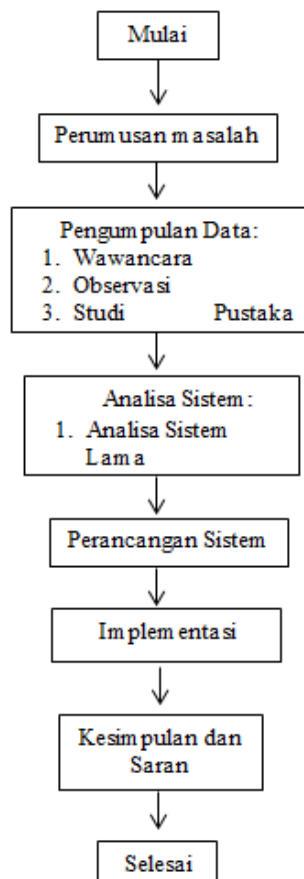 Mulai
Perumusan masalah
Pengumpulan Data:
1. Wawancara
2. Observasi
3. Studi Pustaka
Analisa Sistem:
1. Analisa Sistem
Lama
Perancangan Sistem
Implementasi
Kesimpulan dan
Saran
Selesai